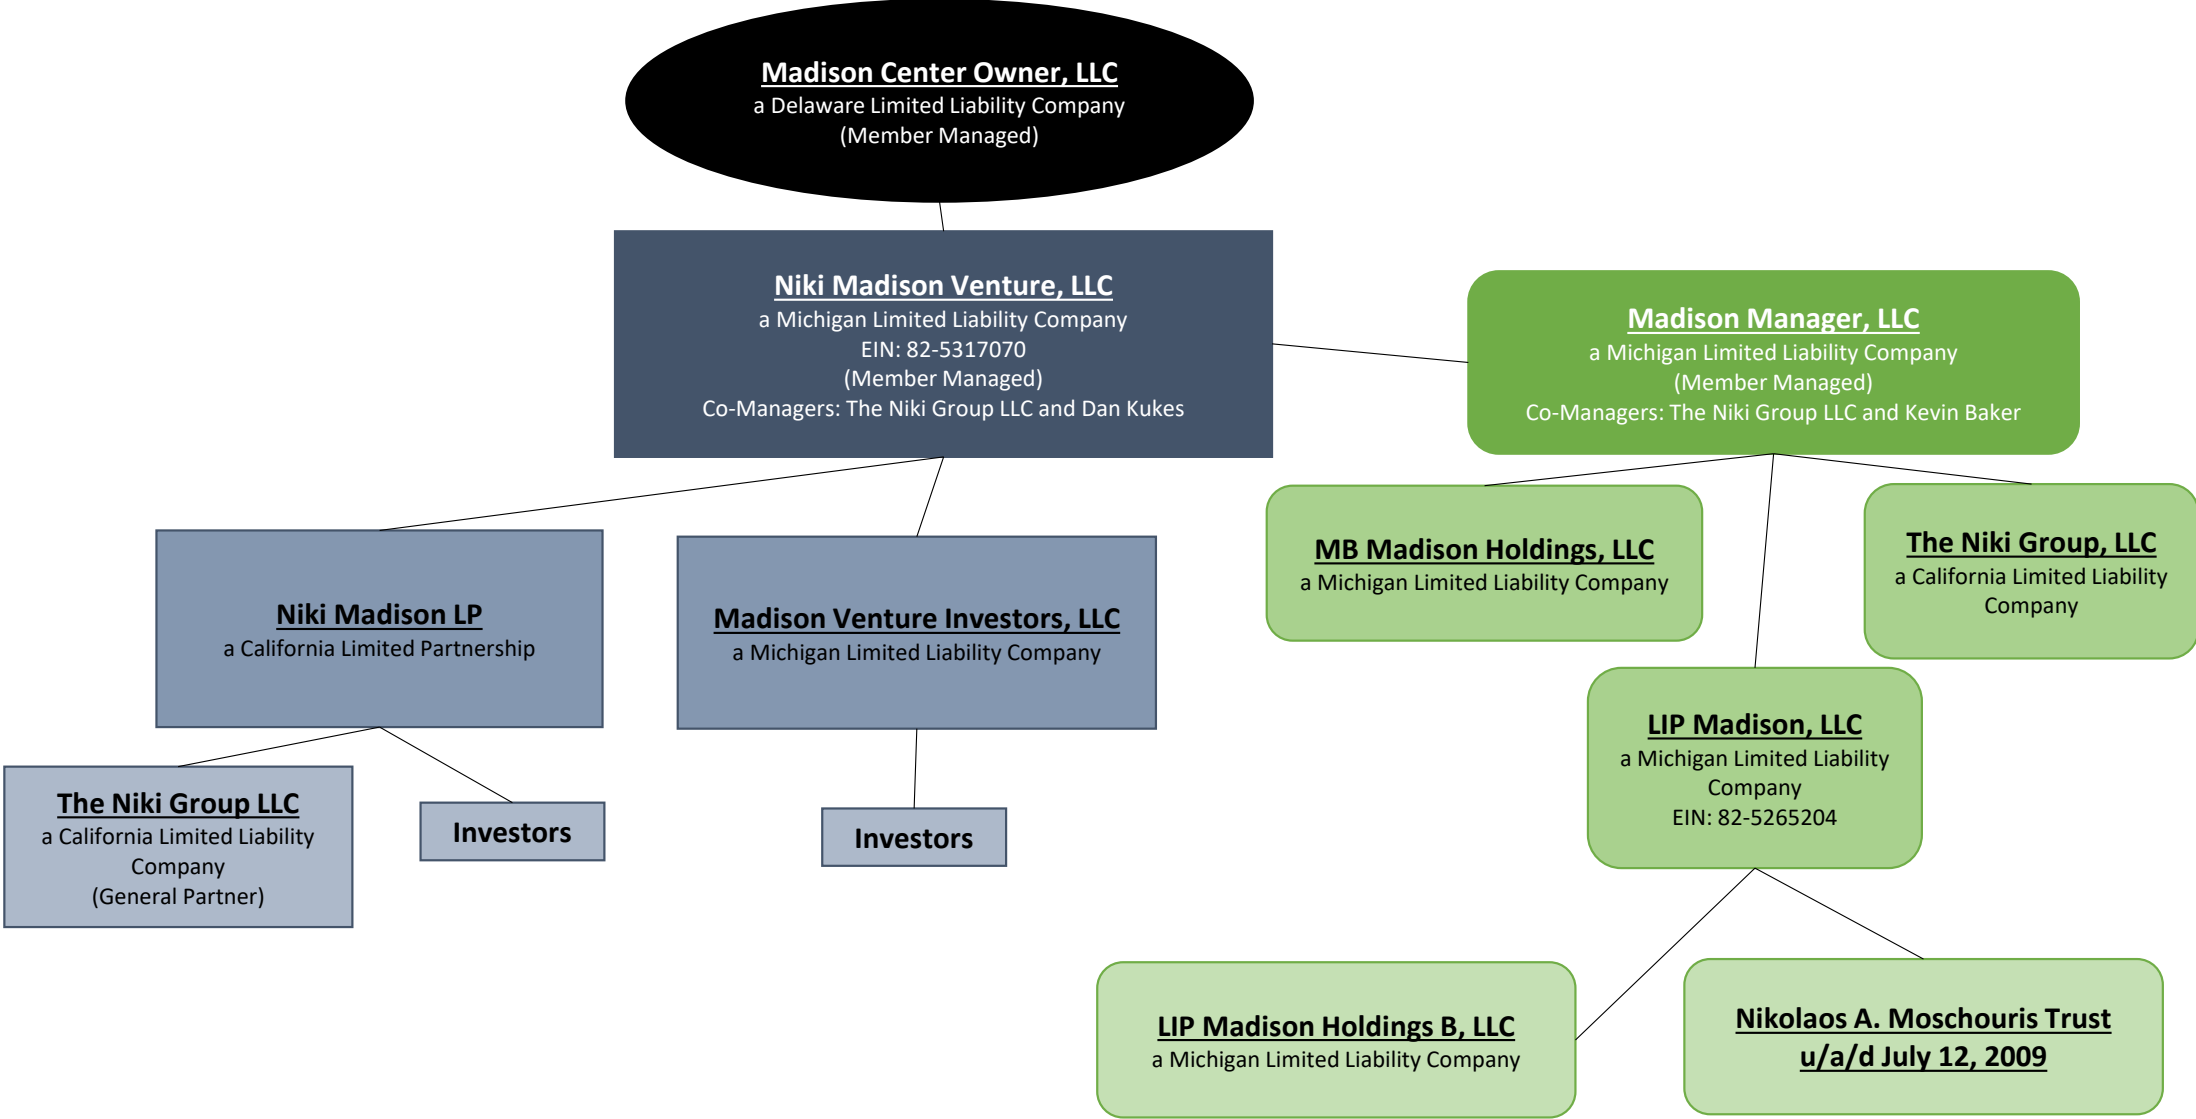 Madison Center Owner, LLC
a Delaware Limited Liability Company
(Member Managed)
Niki Madison Venture, LLC
a Michigan Limited Liability Company
EIN: 82-5317070
(Member Managed)
Co-Managers: The Niki Group LLC and Dan Kukes
Madison Manager, LLC
a Michigan Limited Liability Company
(Member Managed)
Co-Managers: The Niki Group LLC and Kevin Baker
MB Madison Holdings, LLC
a Michigan Limited Liability Company
The Niki Group, LLC
a California Limited Liability
Company
Niki Madison LP
a California Limited Partnership
Madison Venture Investors, LLC
a Michigan Limited Liability Company
LIP Madison, LLC
a Michigan Limited Liability
Company
EIN: 82-5265204
The Niki Group LLC
a California Limited Liability
Company
(General Partner)
Investors
Investors
LIP Madison Holdings B, LLC
a Michigan Limited Liability Company
Nikolaos A. Moschouris Trust
u/a/d July 12, 2009